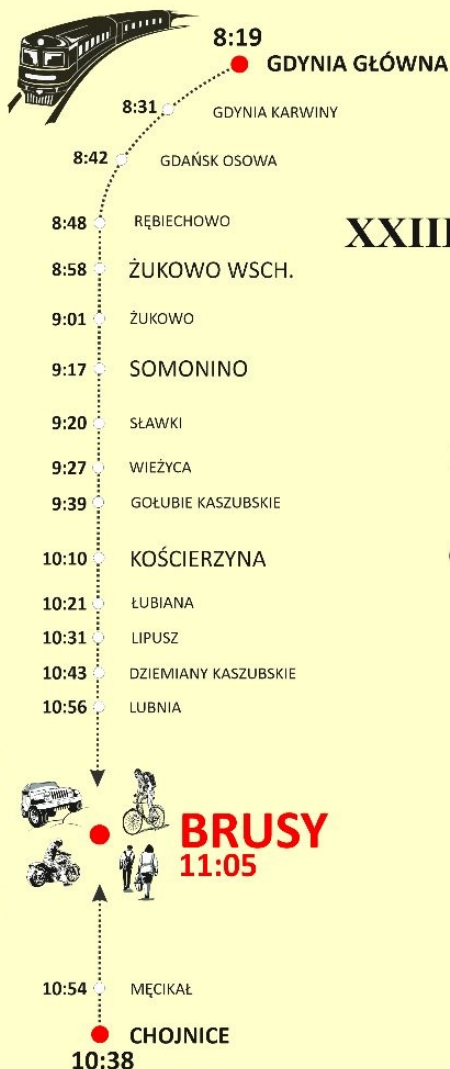 8:19
GDYNIA GŁÓWNA
8:31 GDYNIA KARWINY
8:42 GDAŃSK OSOWA
8:48 RĘBIECHOWO
XXIII
8:58 ŻUKOWO WSCH.
9:01 ŻUKOWO
9:17 SOMONINO
9:20 SŁAWKI
9:27 WIEŻYCA
9:39 GOŁUBIE KASZUBSKIE
10:10 KOŚCIERZYNA
10:21 ŁUBIANA
10:31 LIPUSZ
10:43 DZIEMIANY KASZUBSKIE
10:56 LUBNIA
BRUSY
11:05
10:54 MĘCIKAŁ
CHOJNICE
10:38